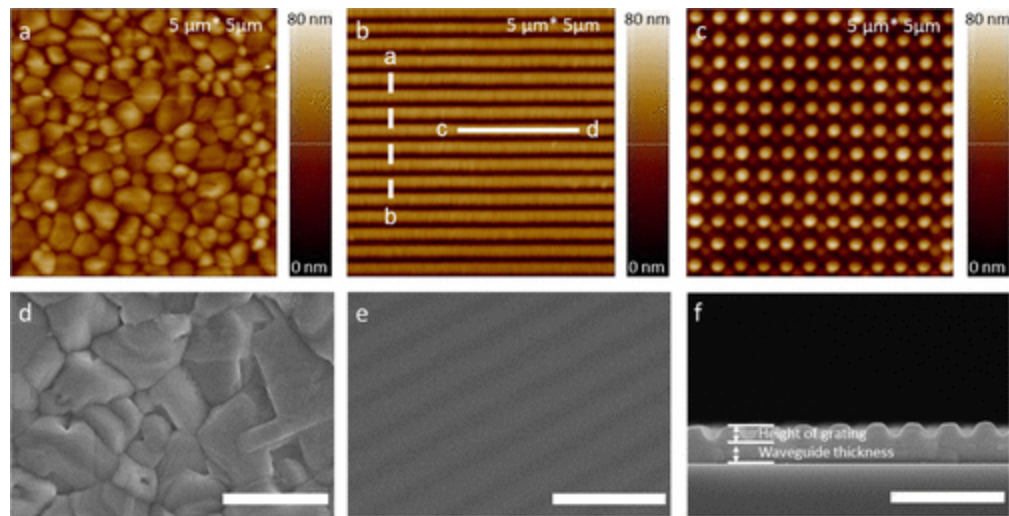 a
5 μm* 5μm
80 nm
0 nm
b
5 μm* 5μm
80 nm
0 nm
a
c
d
b
c
5 μm* 5μm
80 nm
0 nm
d
e
f
Height of grating
Waveguide thickness